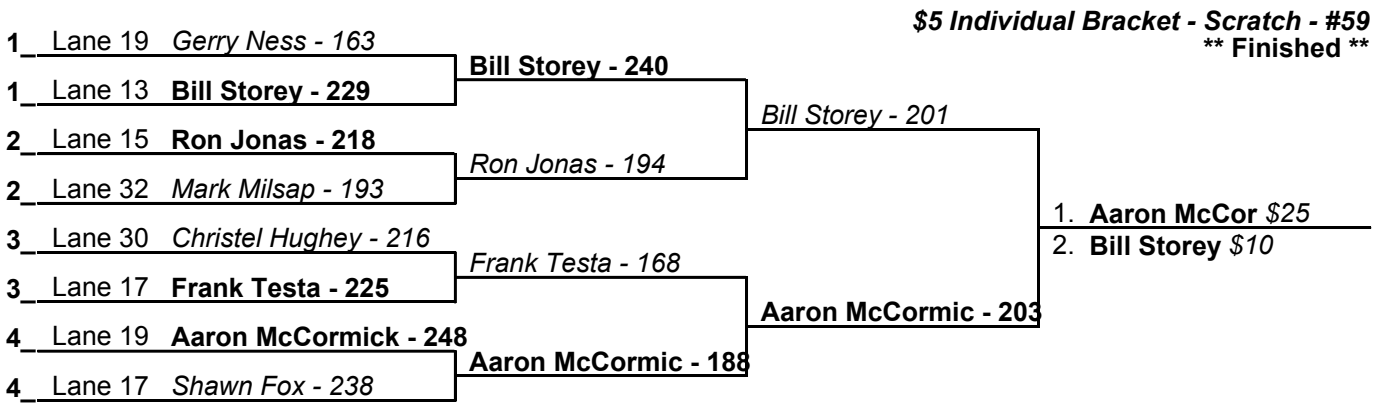 $5 Individual Bracket - Scratch - #59
** Finished **
1_ Lane 19 Gerry Ness - 163
1_ Lane 13 Bill Storey - 229
2_ Lane 15 Ron Jonas - 218
2_ Lane 32 Mark Milsap - 193
3_ Lane 30 Christel Hughey - 216
3_ Lane 17 Frank Testa - 225
4_ Lane 19 Aaron McCormick - 248
4_ Lane 17 Shawn Fox - 238
Bill Storey - 240
Ron Jonas - 194
Frank Testa - 168
Aaron McCormic - 188
Bill Storey - 201
Aaron McCormic - 203
1. Aaron McCor $25
2. Bill Storey $10